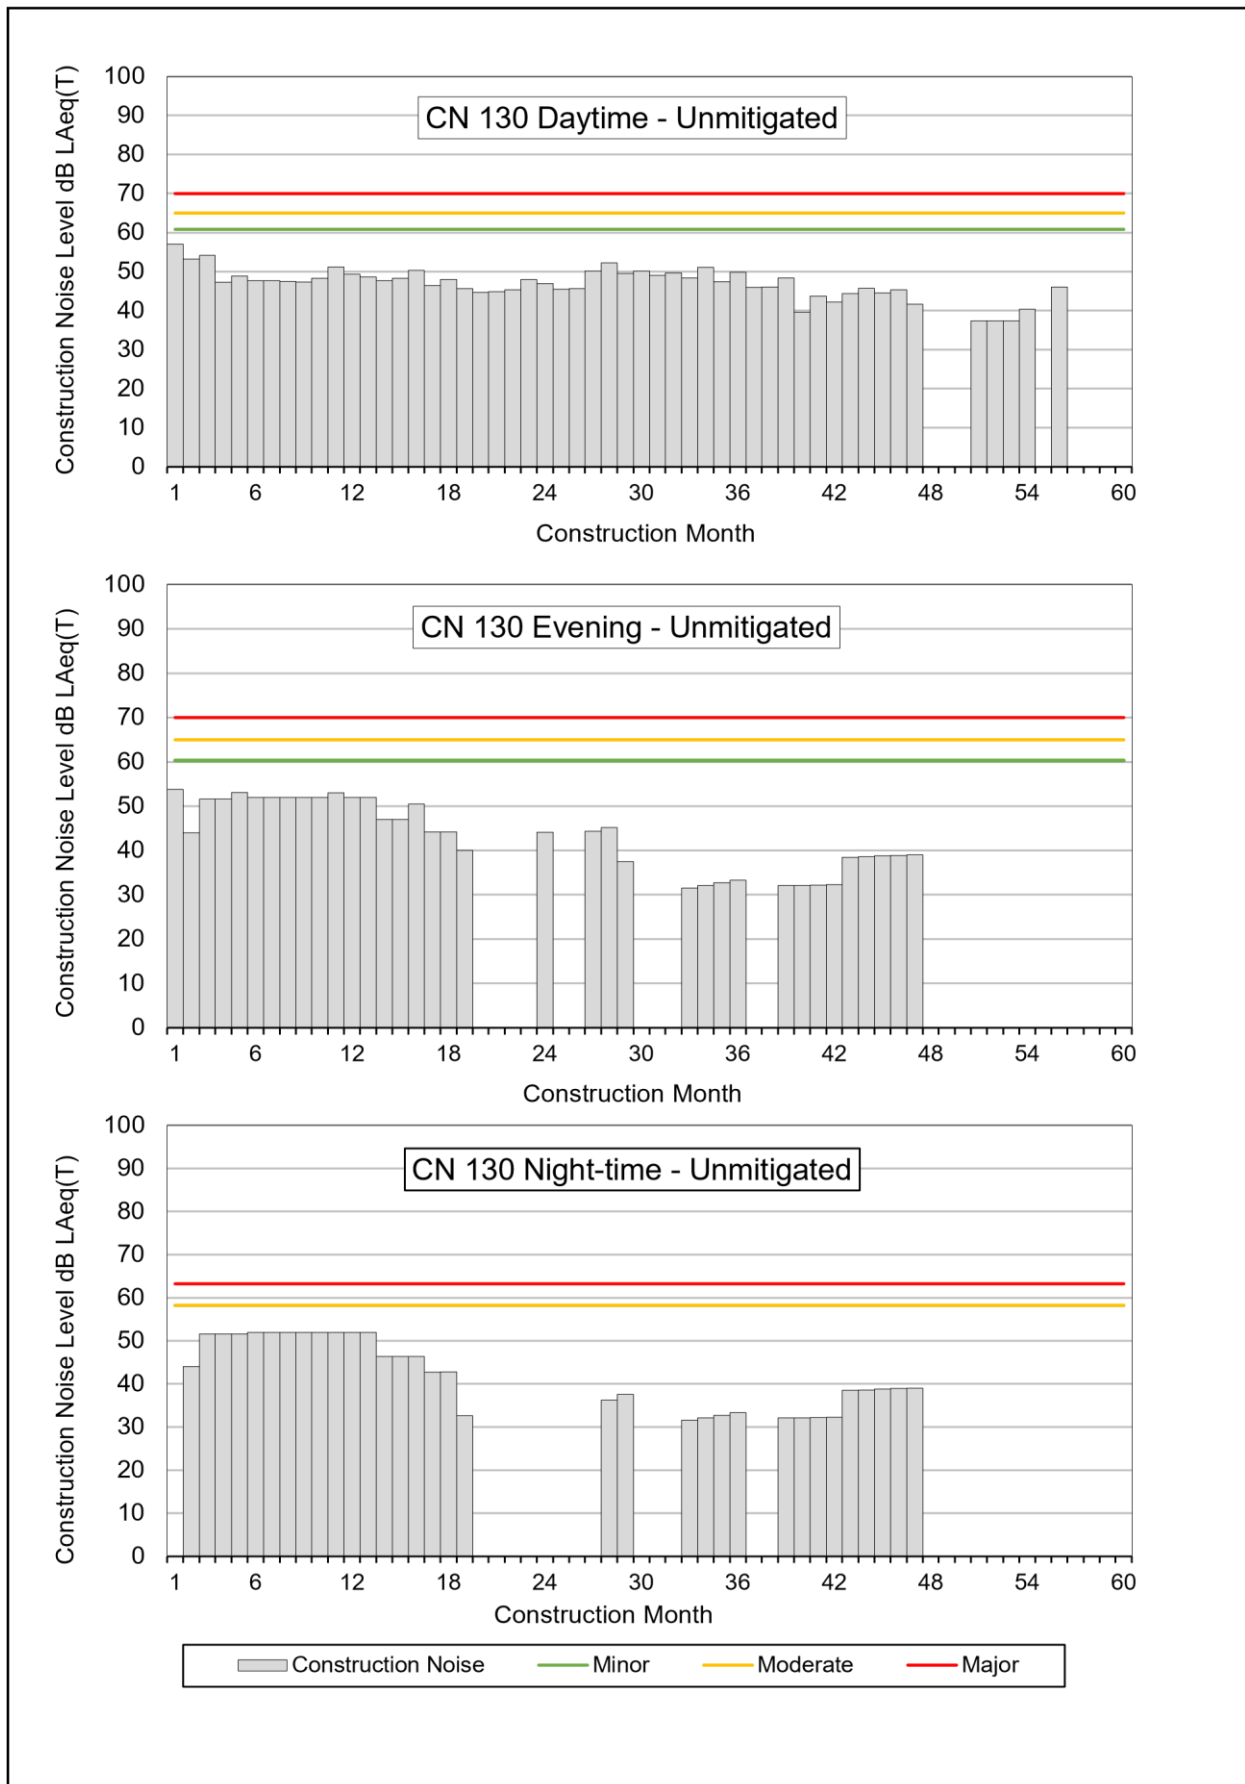 CN 130 Daytime - Unmitigated
Construction Noise Level dB LAeq(T)
100
90
80
70
60
50
40
30
20
10
0
1 6 12 18 24 30 36 42 48 54 60
Construction Month
CN 130 Evening - Unmitigated
Construction Noise Level dB LAeq(T)
100
90
80
70
60
50
40
30
20
10
0
1 6 12 18 24 30 36 42 48 54 60
Construction Month
CN 130 Night-time - Unmitigated
Construction Noise Level dB LAeq(T)
100
90
80
70
60
50
40
30
20
10
0
1 6 12 18 24 30 36 42 48 54 60
Construction Month
Construction Noise Minor Moderate Major